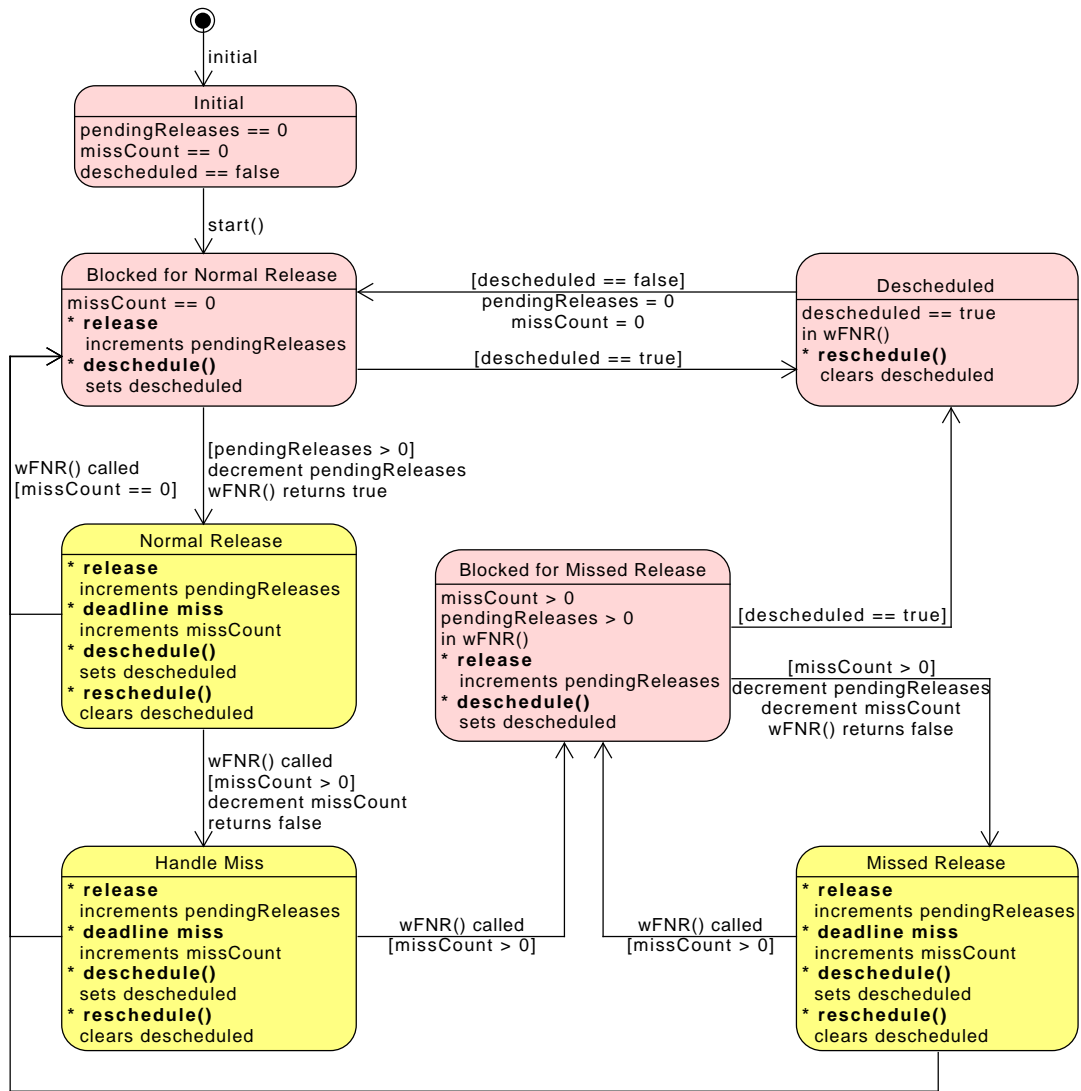 initial
Initial
pendingReleases == 0
missCount == 0
descheduled == false
start()
Blocked for Normal Release
missCount == 0
* release
increments pendingReleases
* deschedule()
sets descheduled
[descheduled == false]
pendingReleases = 0
missCount = 0
[descheduled == true]
Descheduled
descheduled == true
in wFNR()
* reschedule()
clears descheduled
wFNR() called
[missCount == 0]
[pendingReleases > 0]
decrement pendingReleases
wFNR() returns true
Normal Release
* release
increments pendingReleases
* deadline miss
increments missCount
* deschedule()
sets descheduled
* reschedule()
clears descheduled
Blocked for Missed Release
missCount > 0
pendingReleases > 0
in wFNR()
* release
increments pendingReleases
* deschedule()
sets descheduled
[descheduled == true]
[missCount > 0]
decrement pendingReleases
decrement missCount
wFNR() returns false
wFNR() called
[missCount > 0]
decrement missCount
returns false
Handle Miss
* release
increments pendingReleases
* deadline miss
increments missCount
* deschedule()
sets descheduled
* reschedule()
clears descheduled
wFNR() called
[missCount > 0]
wFNR() called
[missCount > 0]
Missed Release
* release
increments pendingReleases
* deadline miss
increments missCount
* deschedule()
sets descheduled
* reschedule()
clears descheduled